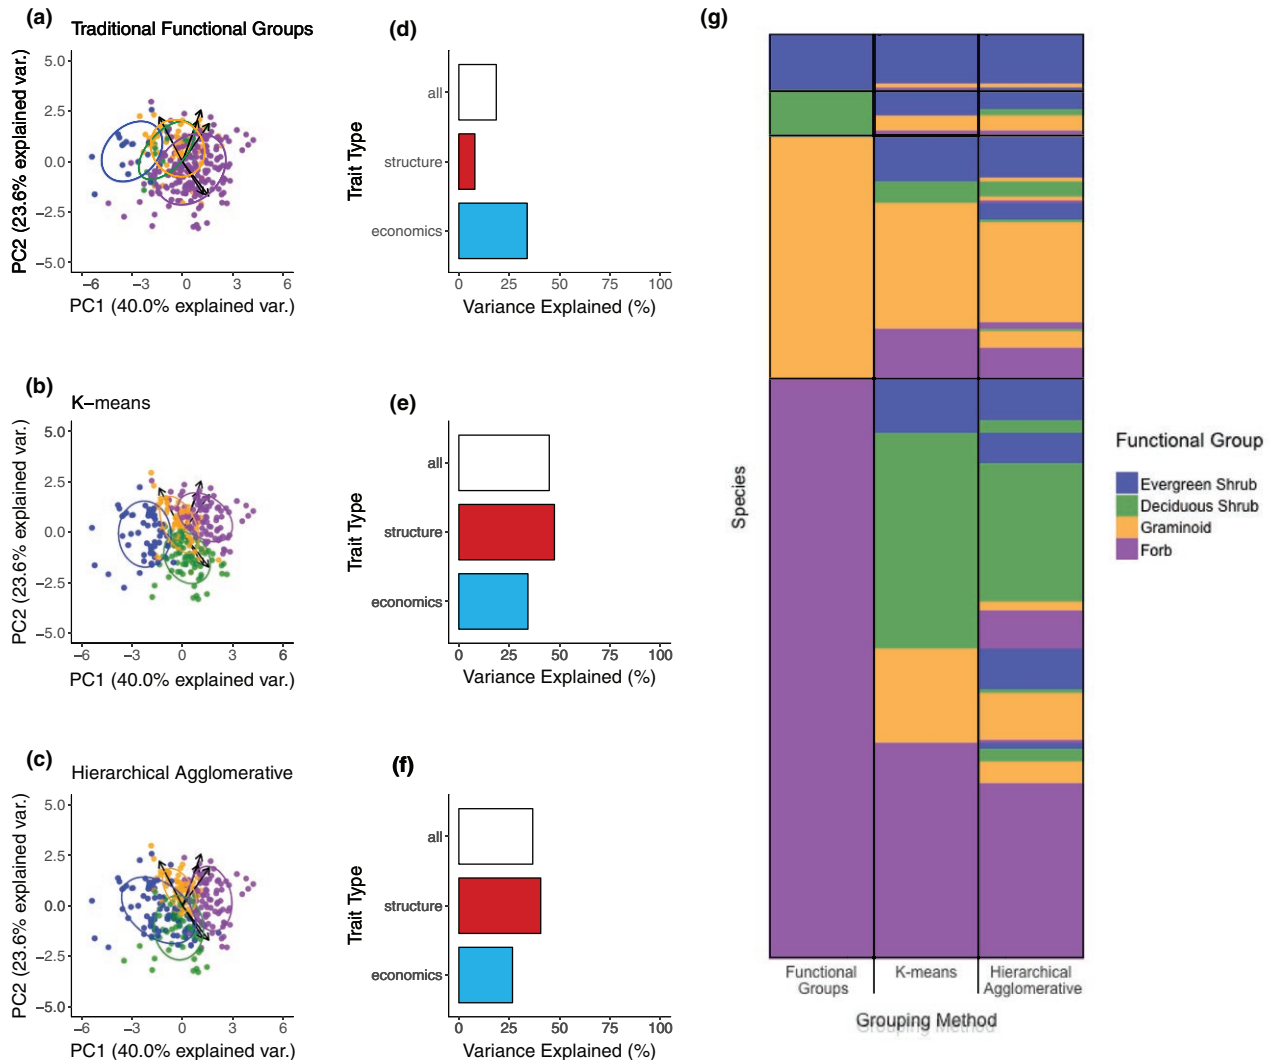 (a)
Traditional Functional Groups
PC2 (23.6% explained var.)
5.0
2.5
0.0
−2.5
−5.0
−6 −3 0 3 6
PC1 (40.0% explained var.)
(d)
Trait Type
all
structure
economics
0 25 50 75 100
Variance Explained (%)
(b)
K−means
PC2 (23.6% explained var.)
5.0
2.5
0.0
−2.5
−5.0
−6 −3 0 3 6
PC1 (40.0% explained var.)
(e)
Trait Type
all
structure
economics
0 25 50 75 100
Variance Explained (%)
(c)
Hierarchical Agglomerative
PC2 (23.6% explained var.)
5.0
2.5
0.0
−2.5
−5.0
−6 −3 0 3 6
PC1 (40.0% explained var.)
(f)
Trait Type
all
structure
economics
0 25 50 75 100
Variance Explained (%)
(g)
Species
Functional
Groups
K-means
Hierarchical
Agglomerative
Grouping Method
Functional Group
Evergreen Shrub
Deciduous Shrub
Graminoid
Forb